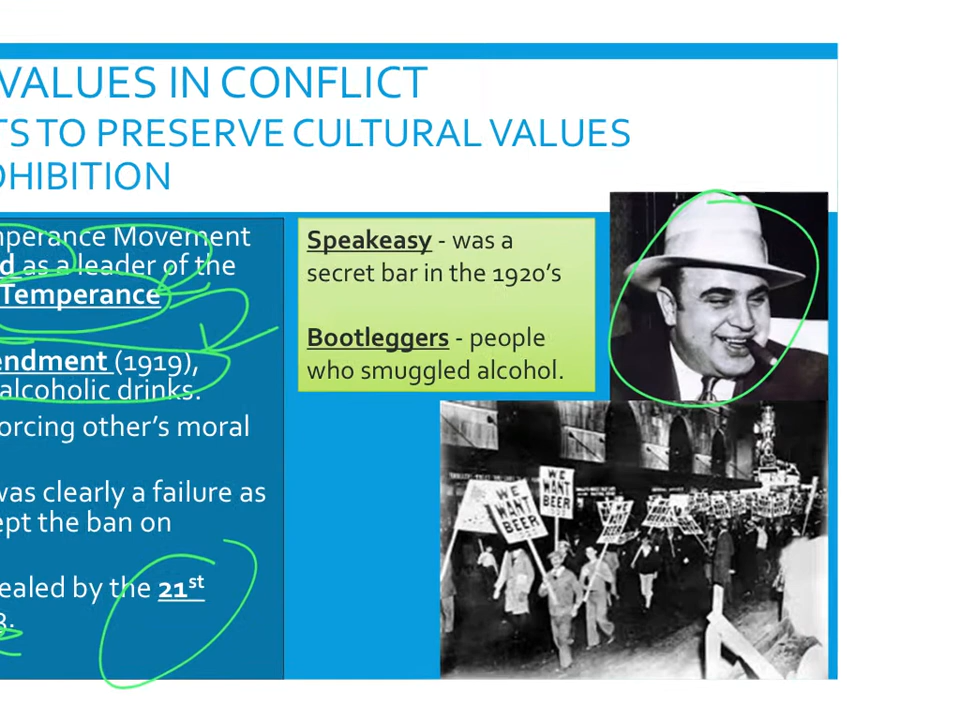 VALUES IN CONFLICT
TS TO PRESERVE CULTURAL VALUES
OHIBITION
mperance Movement
d as a leader of the
Temperance
endment (1919),
alcoholic drinks.
orcing other's moral
was clearly a failure as
ept the ban on
ealed by the 21st
3.
Speakeasy - was a
secret bar in the 1920's
Bootleggers - people
who smuggled alcohol.
WE
WANT
BEER
WE
WANT
BEER